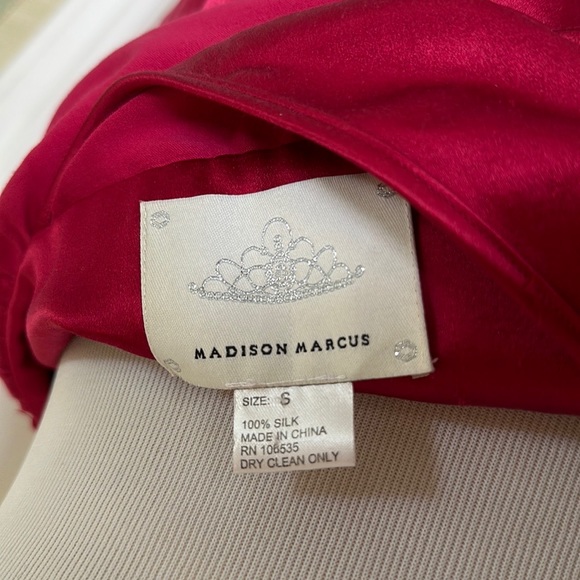 MADISON MARCUS
SIZE: S
100% SILK
MADE IN CHINA
RN 106535
DRY CLEAN ONLY